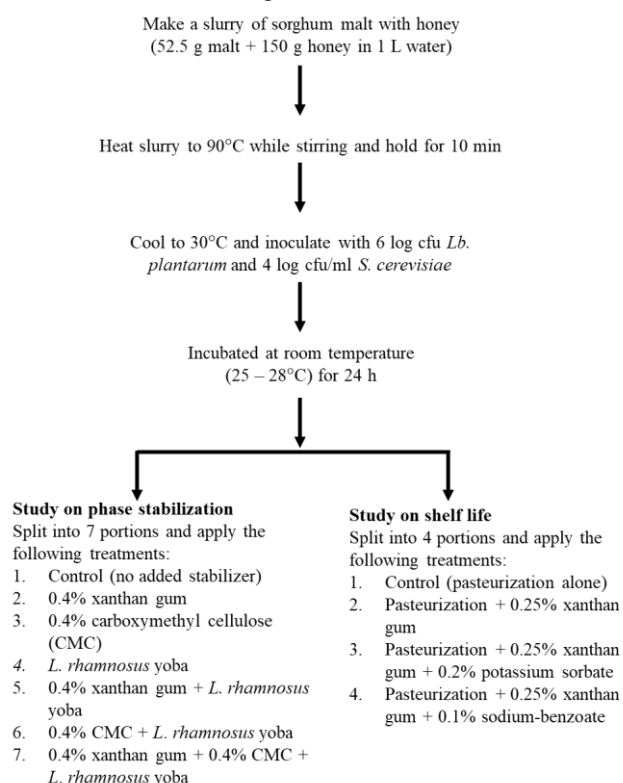 Make a slurry of sorghum malt with honey
(52.5 g malt + 150 g honey in 1 L water)
Heat slurry to 90°C while stirring and hold for 10 min
Cool to 30°C and inoculate with 6 log cfu Lb.
plantarum and 4 log cfu/ml S. cerevisiae
Incubated at room temperature
(25 – 28°C) for 24 h
Study on phase stabilization
Split into 7 portions and apply the
following treatments:
1. Control (no added stabilizer)
2. 0.4% xanthan gum
3. 0.4% carboxymethyl cellulose
(CMC)
4. L. rhamnosus yoba
5. 0.4% xanthan gum + L. rhamnosus
yoba
6. 0.4% CMC + L. rhamnosus yoba
7. 0.4% xanthan gum + 0.4% CMC +
L. rhamnosus yoba
Study on shelf life
Split into 4 portions and apply the
following treatments:
1. Control (pasteurization alone)
2. Pasteurization + 0.25% xanthan
gum
3. Pasteurization + 0.25% xanthan
gum + 0.2% potassium sorbate
4. Pasteurization + 0.25% xanthan
gum + 0.1% sodium-benzoate